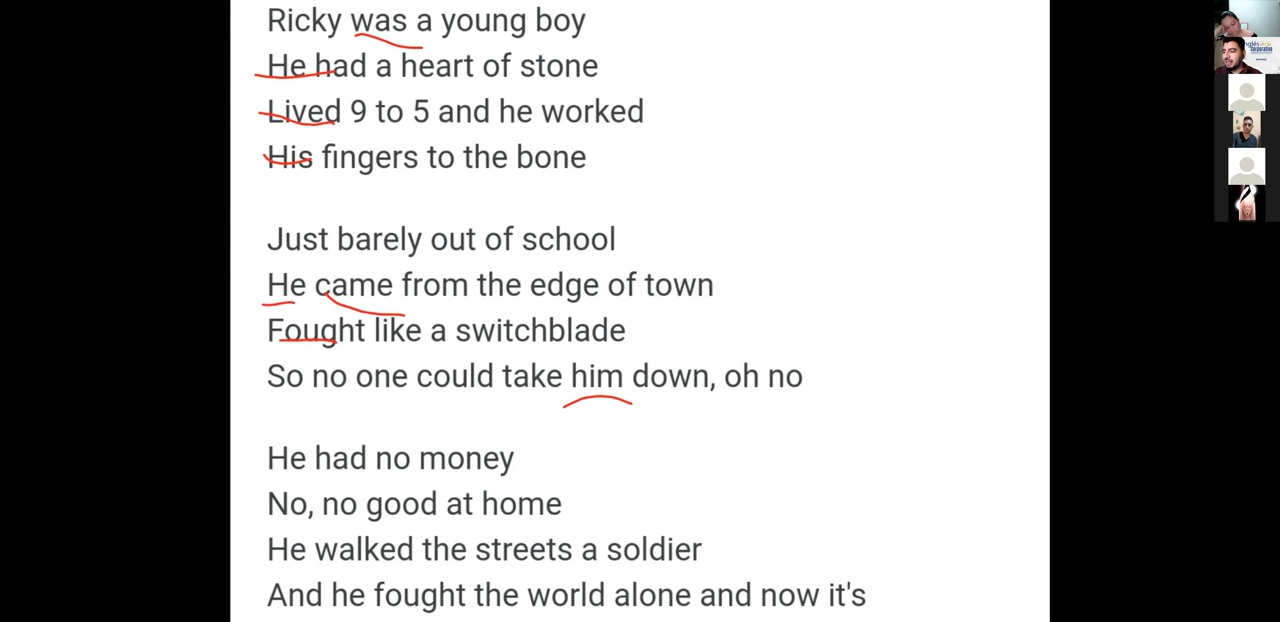 Ricky was a young boy
He had a heart of stone
Lived 9 to 5 and he worked
His fingers to the bone
Just barely out of school
He came from the edge of town
Fought like a switchblade
So no one could take him down, oh no
He had no money
No, no good at home
He walked the streets a soldier
And he fought the world alone and now it's
Corporation